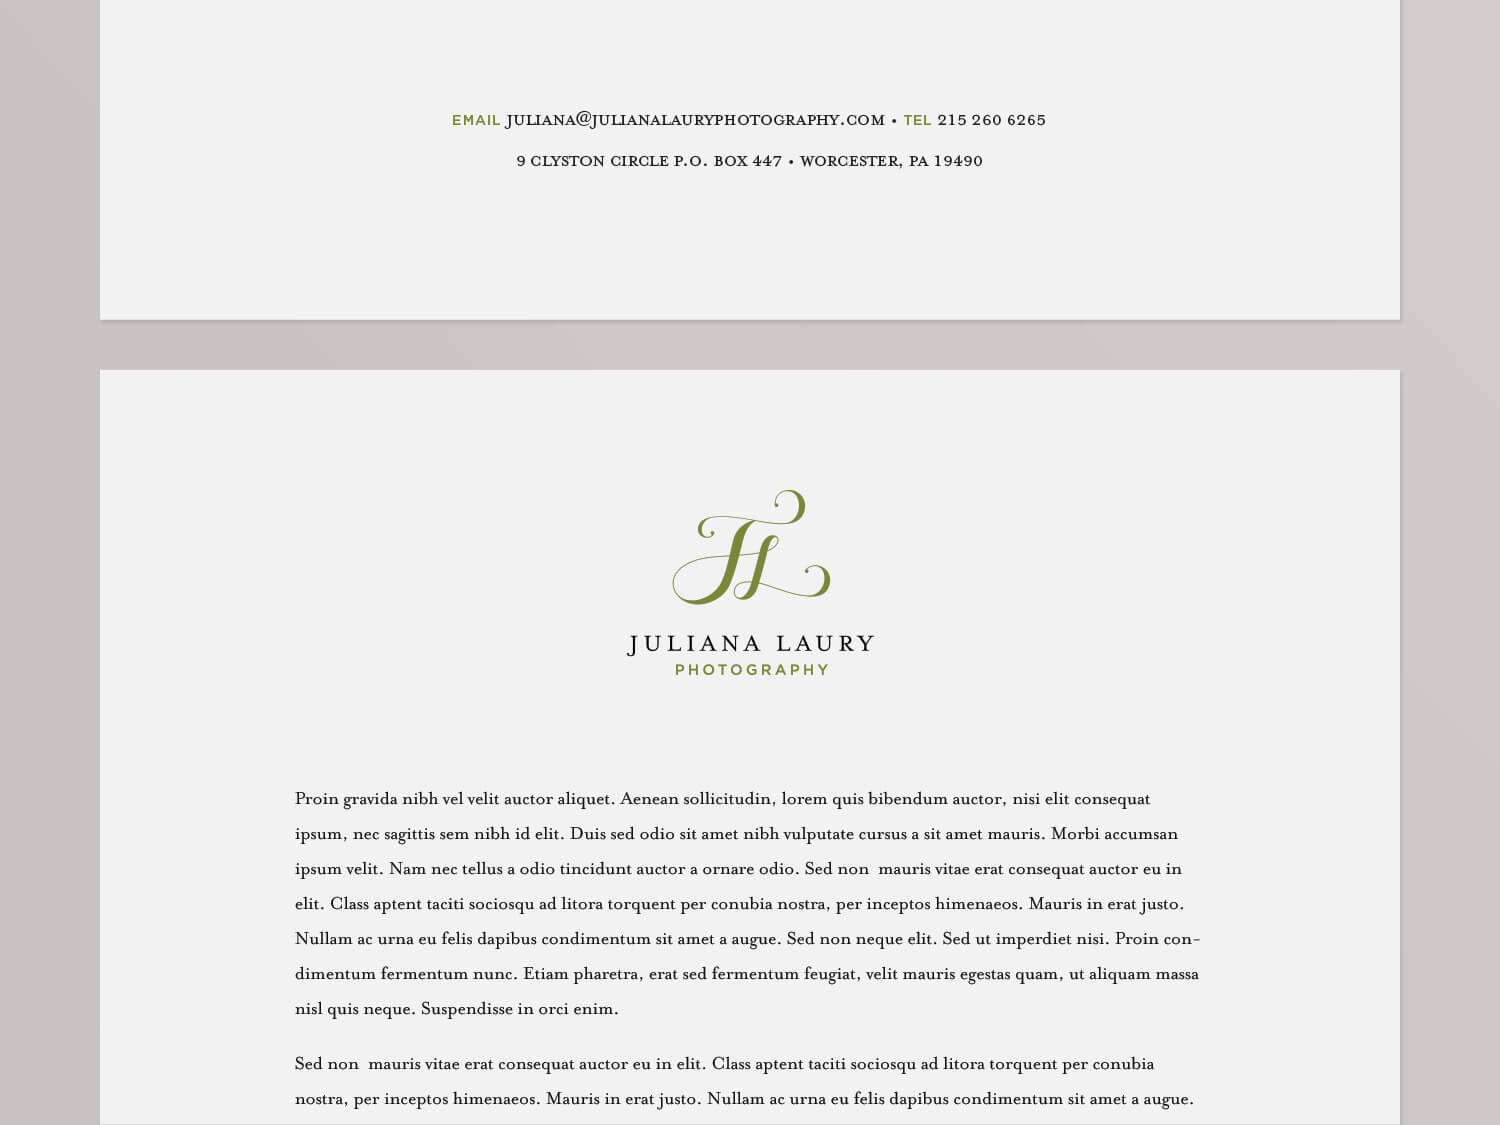 EMAIL JULIANA@JULIANALAURYPHOTOGRAPHY.COM • TEL 215 260 6265
9 CLYSTON CIRCLE P.O. BOX 447 • WORCESTER, PA 19490
JL
JULIANA LAURY
PHOTOGRAPHY
Proin gravida nibh vel velit auctor aliquet. Aenean sollicitudin, lorem quis bibendum auctor, nisi elit consequat
ipsum, nec sagittis sem nibh id elit. Duis sed odio sit amet nibh vulputate cursus a sit amet mauris. Morbi accumsan
ipsum velit. Nam nec tellus a odio tincidunt auctor a ornare odio. Sed non  mauris vitae erat consequat auctor eu in
elit. Class aptent taciti sociosqu ad litora torquent per conubia nostra, per inceptos himenaeos. Mauris in erat justo.
Nullam ac urna eu felis dapibus condimentum sit amet a augue. Sed non neque elit. Sed ut imperdiet nisi. Proin con-
dimentum fermentum nunc. Etiam pharetra, erat sed fermentum feugiat, velit mauris egestas quam, ut aliquam massa
nisl quis neque. Suspendisse in orci enim.
Sed non  mauris vitae erat consequat auctor eu in elit. Class aptent taciti sociosqu ad litora torquent per conubia
nostra, per inceptos himenaeos. Mauris in erat justo. Nullam ac urna eu felis dapibus condimentum sit amet a augue.